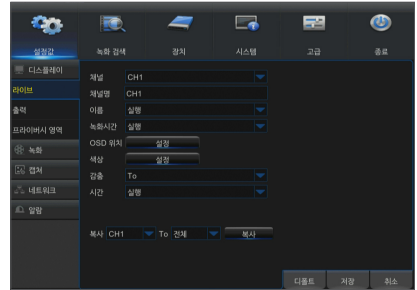 설정값 녹화 검색 장치 시스템 고급 종료
디스플레이
라이브
출력
프라이버시 영역
녹화
캡쳐
네트워크
알람
채널 CH1
채널명 CH1
이름 실행
녹화시간 실행
OSD 위치 설정
색상 설정
감춤 To
시간 실행
복사 CH1 To 전체 복사
디폴트 저장 취소